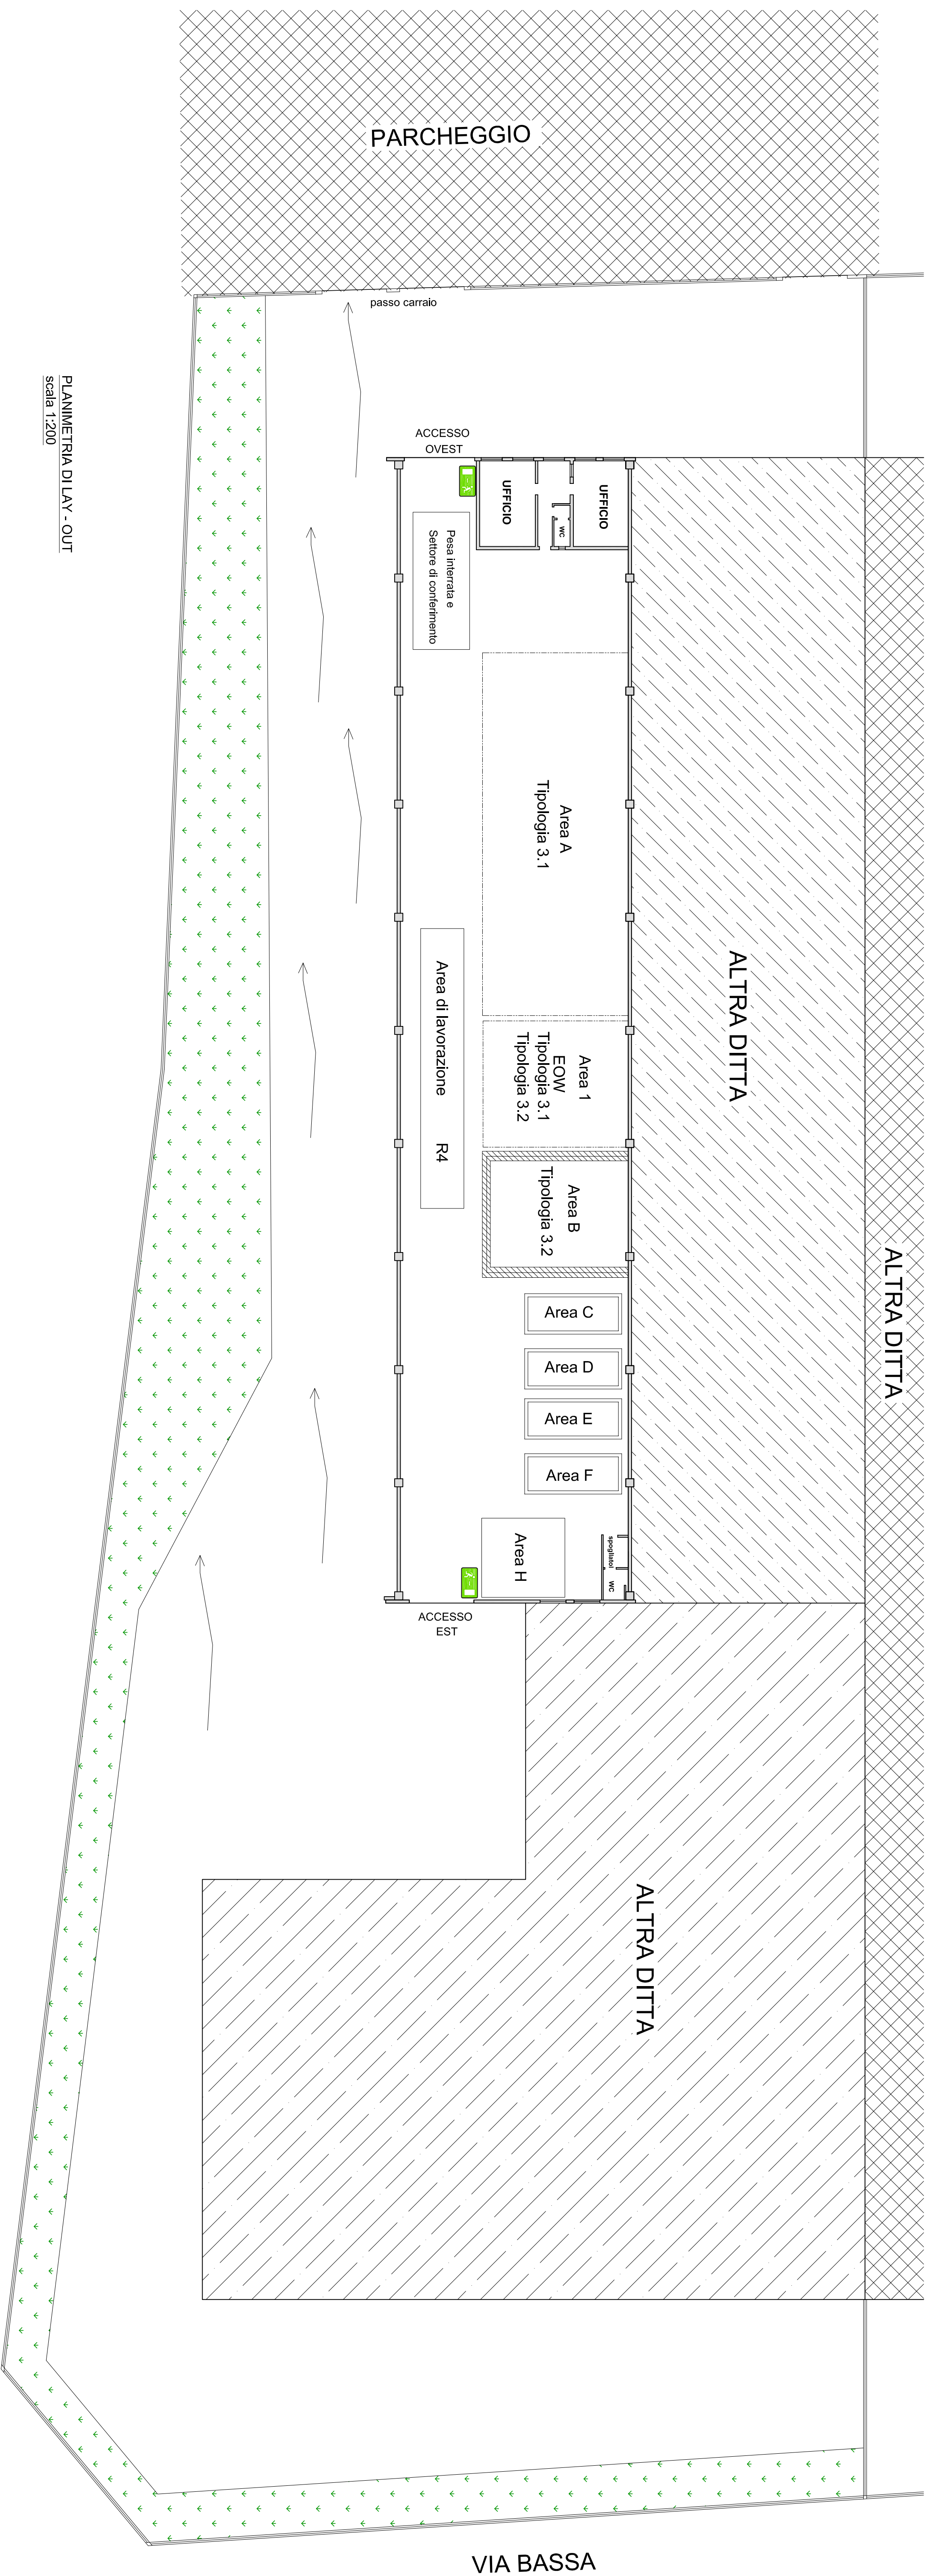 PARCHEGGIO
passo carraio
PLANIMETRIA DI LAY - OUT
scala 1:200
ACCESSO
OVEST
UFFICIO
UFFICIO
WC
Pesa interrata e
Settore di conferimento
Area A
Tipologia 3.1
ALTRA DITTA
Area di lavorazione R4
Area 1
EOW
Tipologia 3.1
Tipologia 3.2
Area B
Tipologia 3.2
ALTRA DITTA
Area C
Area D
Area E
Area F
Area H
spogliatoi
WC
ACCESSO
EST
ALTRA DITTA
VIA BASSA